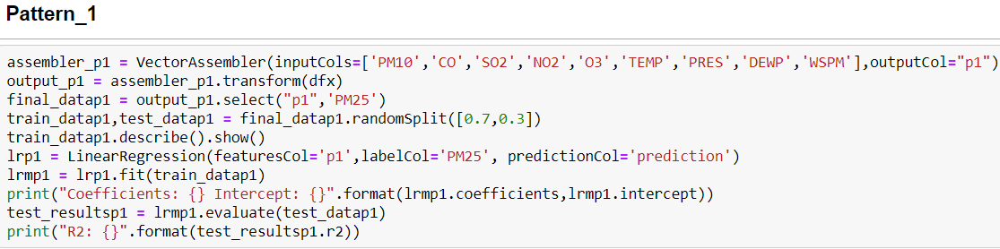 Pattern_1
assembler_p1 = VectorAssembler(inputCols=['PM10','CO','SO2','NO2','O3','TEMP','PRES','DEWP','WSPM'],outputCol="p1")
output_p1 = assembler_p1.transform(dfx)
final_datap1 = output_p1.select("p1",'PM25')
train_datap1,test_datap1 = final_datap1.randomSplit([0.7,0.3])
train_datap1.describe().show()
lrp1 = LinearRegression(featuresCol='p1',labelCol='PM25', predictionCol='prediction')
lrmp1 = lrp1.fit(train_datap1)
print("Coefficients: {} Intercept: {}".format(lrmp1.coefficients,lrmp1.intercept))
test_resultsp1 = lrmp1.evaluate(test_datap1)
print("R2: {}".format(test_resultsp1.r2))